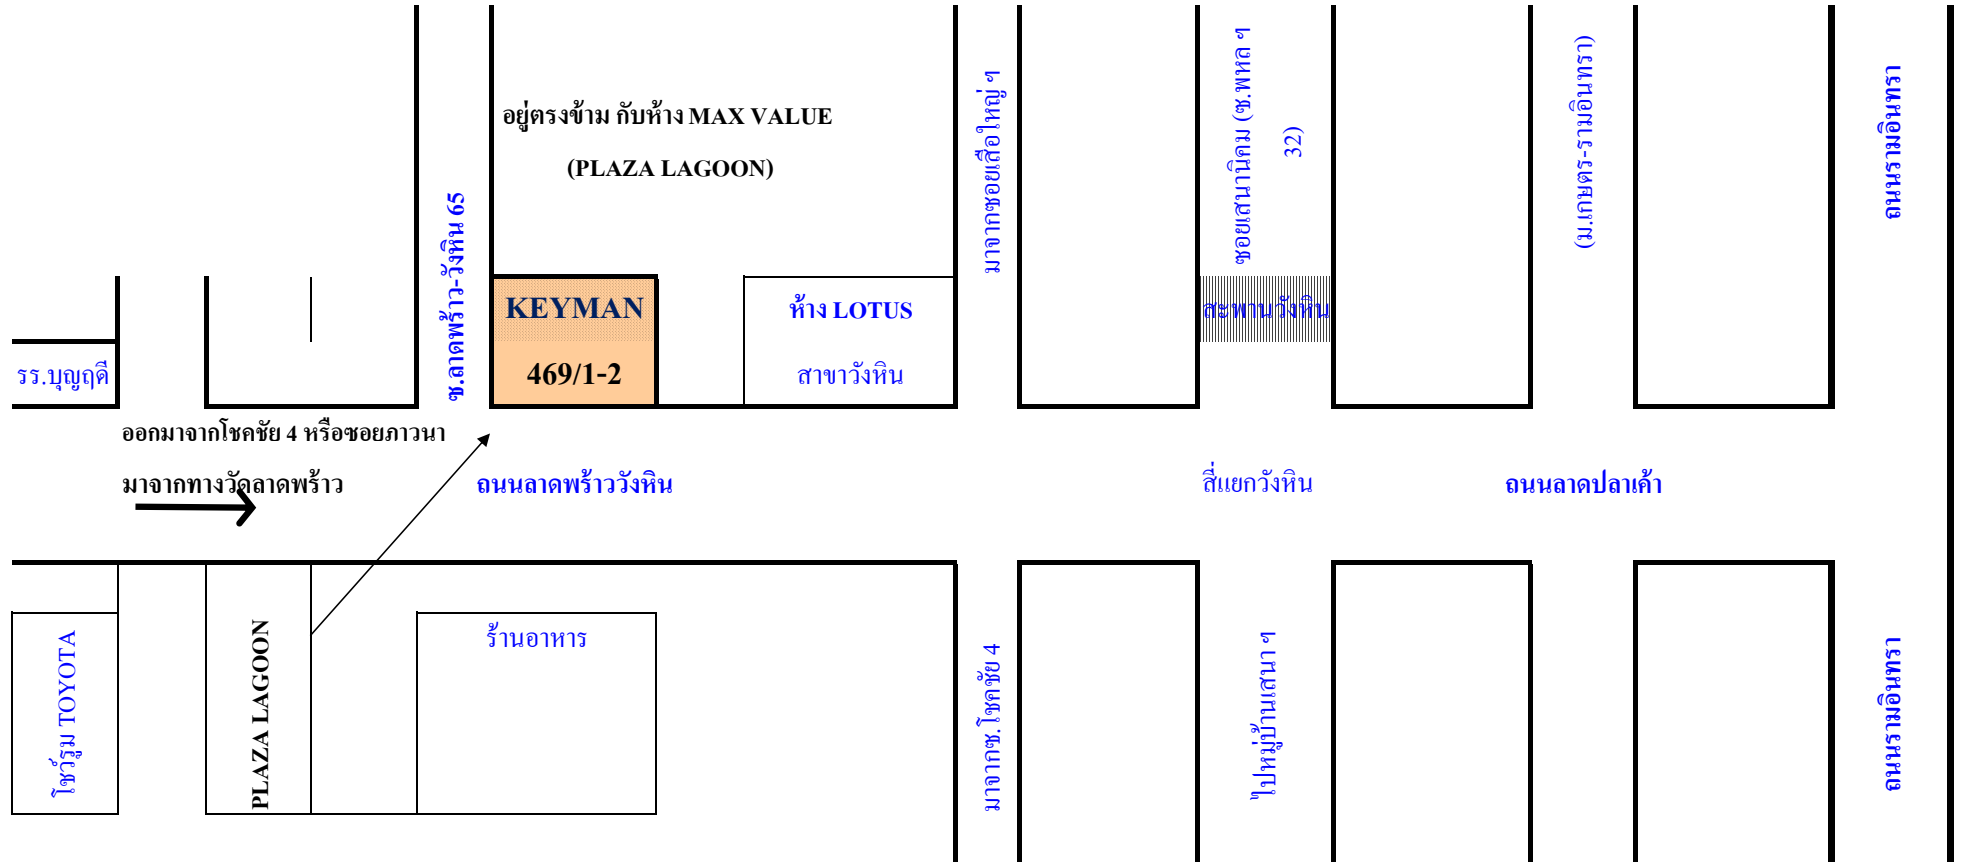 อยู่ตรงข้าม กับห้าง MAX VALUE
(PLAZA LAGOON)
ซ.ลาดพร้าว-วังหิน 65
มาจากซอยเสือใหญ่ ฯ
ซอยเสนานิคม (ซ.พหล ฯ
32)
(ม.เกษตร-รามอินทรา)
ถนนรามอินทรา
KEYMAN
469/1-2
ห้าง LOTUS
สาขาวังหิน
สะพานวังหิน
รร.บุญฤดี
ออกมาจากโชคชัย 4 หรือซอยภาวนา
มาจากทางวัดลาดพร้าว
ถนนลาดพร้าววังหิน
สี่แยกวังหิน
ถนนลาดปลาเค้า
โชว์รูม TOYOTA
PLAZA LAGOON
ร้านอาหาร
มาจากซ.โชคชัย 4
ไปหมู่บ้านเสนา ฯ
ถนนรามอินทรา